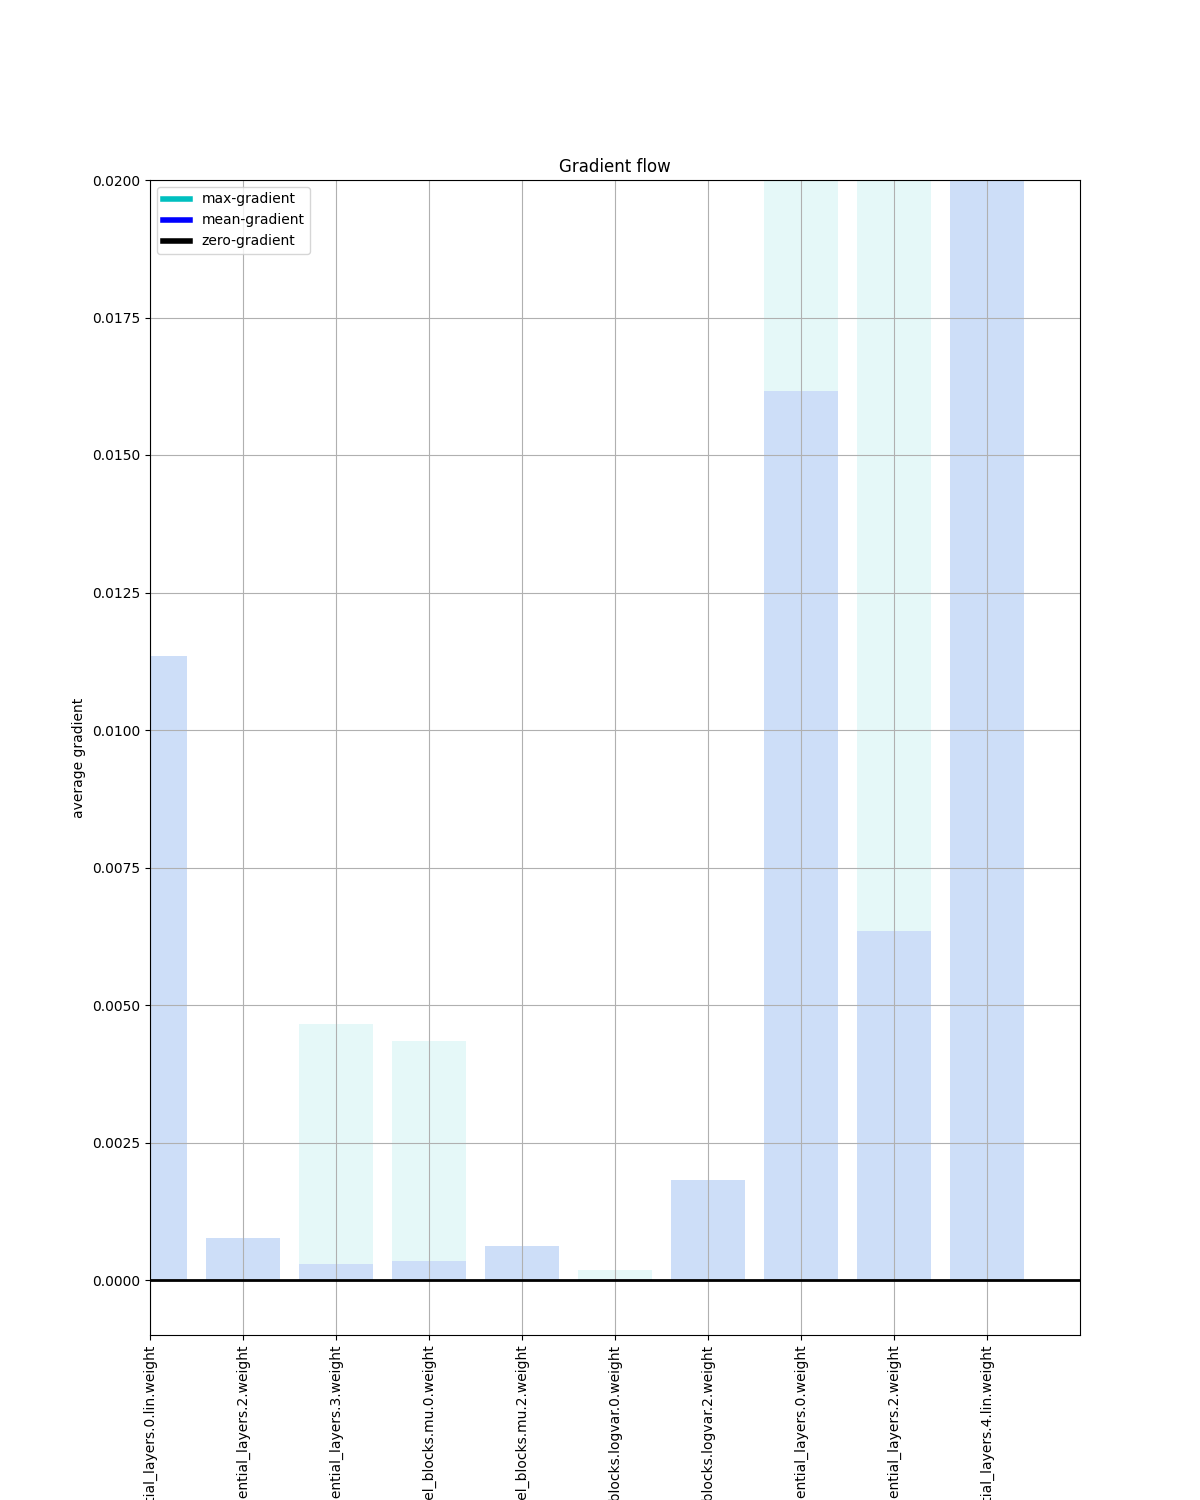 Gradient flow
max-gradient
mean-gradient
zero-gradient
0.0200
0.0175
0.0150
0.0125
0.0100
0.0075
0.0050
0.0025
0.0000
average gradient
tial_layers.0.lin.weight
ential_layers.2.weight
ential_layers.3.weight
el_blocks.mu.0.weight
el_blocks.mu.2.weight
blocks.logvar.0.weight
blocks.logvar.2.weight
ential_layers.0.weight
ential_layers.2.weight
tial_layers.4.lin.weight